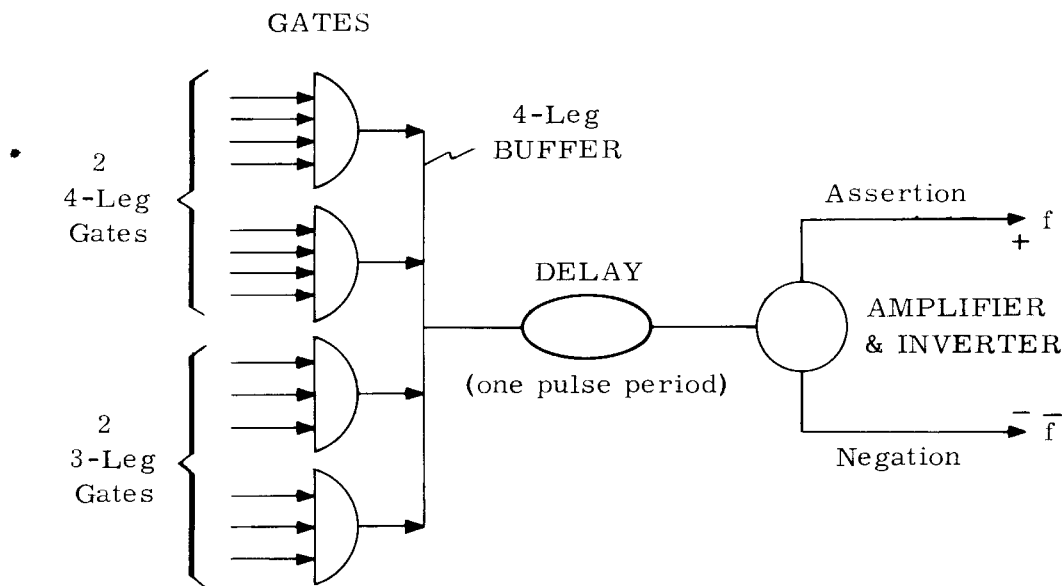 GATES
2
4-Leg
Gates
4-Leg
BUFFER
2
3-Leg
Gates
DELAY
(one pulse period)
Assertion
+ f
AMPLIFIER
& INVERTER
− f̄
Negation